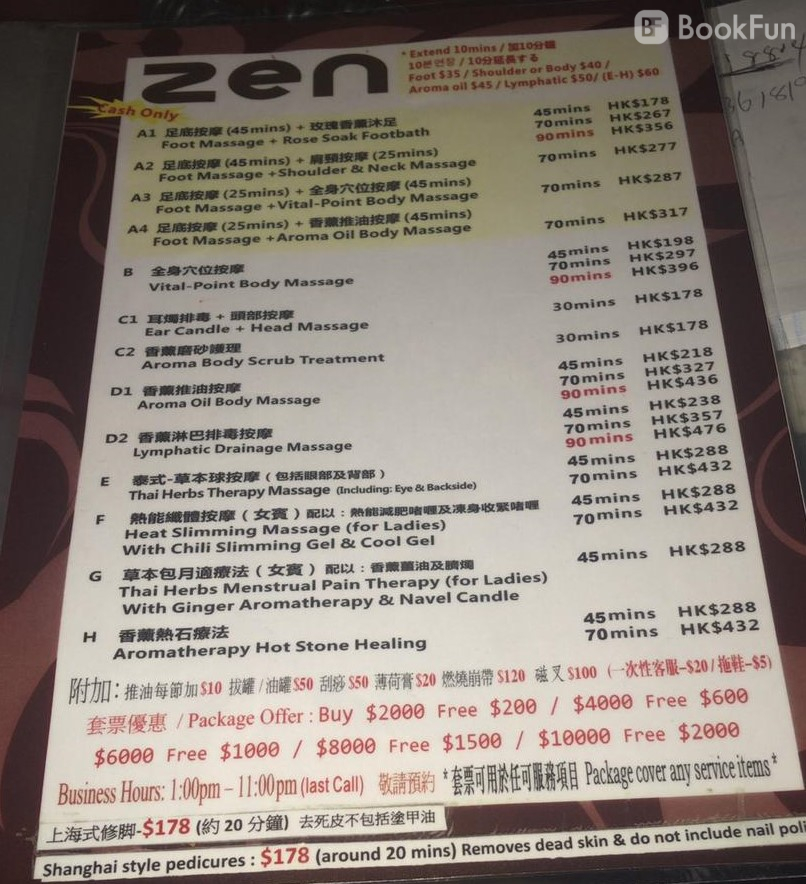 BF BookFun
zen
* Extend 10mins / 加10分鐘
10분 연장 / 10分延長する
Foot $35 / Shoulder or Body $40 /
Aroma oil $45 / Lymphatic $50/ (E-H) $60
Cash Only
A1 足底按摩 (45mins) + 玫瑰香薰沐足 45mins HK$178
Foot Massage + Rose Soak Footbath 70mins HK$267
90mins HK$356
A2 足底按摩 (45mins) + 肩頸按摩 (25mins) 70mins HK$277
Foot Massage +Shoulder & Neck Massage
A3 足底按摩 (25mins) + 全身穴位按摩 (45mins) 70mins HK$287
Foot Massage +Vital-Point Body Massage
A4 足底按摩 (25mins) + 香薰推油按摩 (45mins) 70mins HK$317
Foot Massage +Aroma Oil Body Massage
45mins HK$198
B 全身穴位按摩 70mins HK$297
Vital-Point Body Massage 90mins HK$396
C1 耳燭排毒 + 頭部按摩 30mins HK$178
Ear Candle + Head Massage
C2 香薰磨砂護理 30mins HK$178
Aroma Body Scrub Treatment
45mins HK$218
D1 香薰推油按摩 70mins HK$327
Aroma Oil Body Massage 90mins HK$436
45mins HK$238
D2 香薰淋巴排毒按摩 70mins HK$357
Lymphatic Drainage Massage 90mins HK$476
E 泰式-草本球按摩 ( 包括眼部及背部 ) 45mins HK$288
Thai Herbs Therapy Massage (Including: Eye & Backside) 70mins HK$432
F 熱能纖體按摩 ( 女賓 ) 配以 : 熱能減肥啫喱及凍身收緊啫喱 45mins HK$288
Heat Slimming Massage (for Ladies) 70mins HK$432
With Chili Slimming Gel & Cool Gel
G 草本包月適療法 ( 女賓 ) 配以 : 香薰薑油及臍燭 45mins HK$288
Thai Herbs Menstrual Pain Therapy (for Ladies)
With Ginger Aromatherapy & Navel Candle
H 香薰熱石療法 45mins HK$288
Aromatherapy Hot Stone Healing 70mins HK$432
附加: 推油每節加$10 拔罐 /油罐$50 刮痧 $50 薄荷膏$20 燃燒崩帶 $120 磁叉 $100 (一次性客服–$20 / 拖鞋–$5)
套票優惠 / Package Offer : Buy $2000 Free $200 / $4000 Free $600
$6000 Free $1000 / $8000 Free $1500 / $10000 Free $2000
Business Hours: 1:00pm – 11:00pm (last Call) 敬請預約 *套票可用於任可服務項目 Package cover any service items*
上海式修脚-$178 (約 20 分鐘) 去死皮不包括塗甲油
Shanghai style pedicures : $178 (around 20 mins) Removes dead skin & do not include nail poli